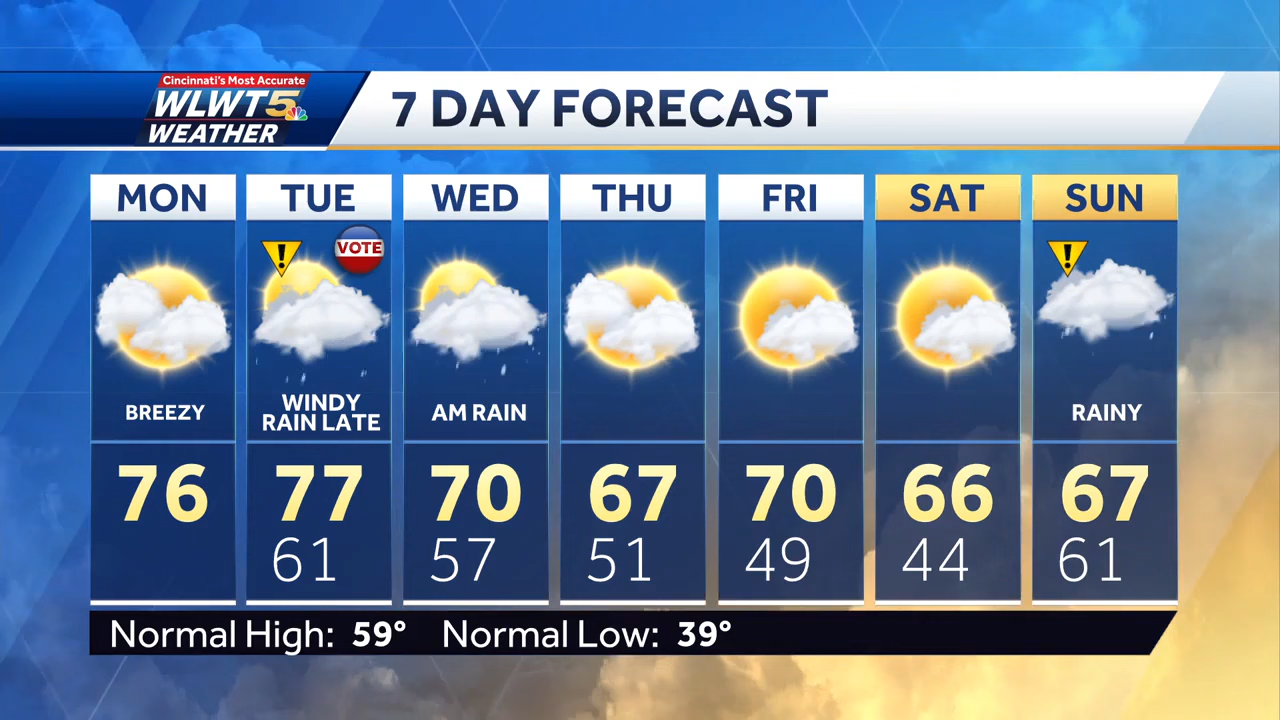 Cincinnati's Most Accurate
WLWT5
WEATHER
7 DAY FORECAST
MON TUE WED THU FRI SAT SUN
! VOTE !
BREEZY WINDY RAIN LATE AM RAIN RAINY
76 77 70 67 70 66 67
61 57 51 49 44 61
Normal High: 59° Normal Low: 39°